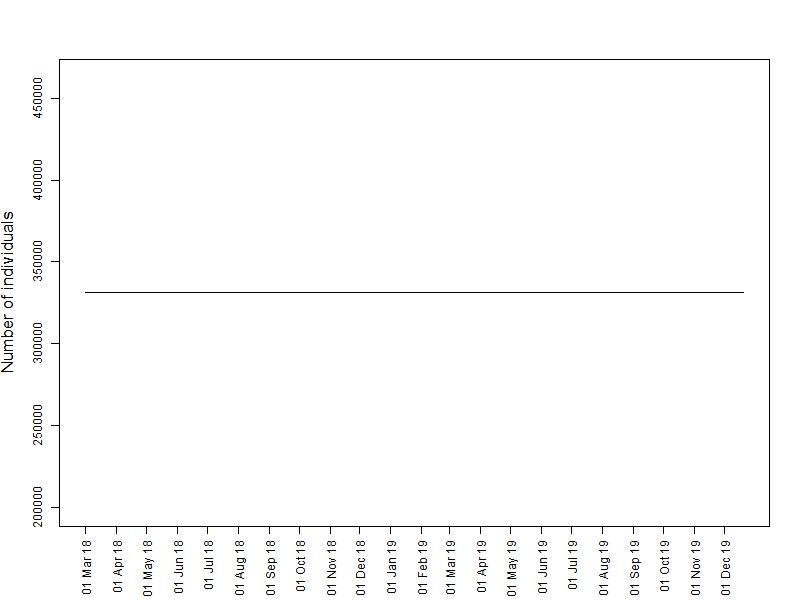 Number of individuals
450000
400000
350000
300000
250000
200000
01 Mar 18
01 Apr 18
01 May 18
01 Jun 18
01 Jul 18
01 Aug 18
01 Sep 18
01 Oct 18
01 Nov 18
01 Dec 18
01 Jan 19
01 Feb 19
01 Mar 19
01 Apr 19
01 May 19
01 Jun 19
01 Jul 19
01 Aug 19
01 Sep 19
01 Oct 19
01 Nov 19
01 Dec 19